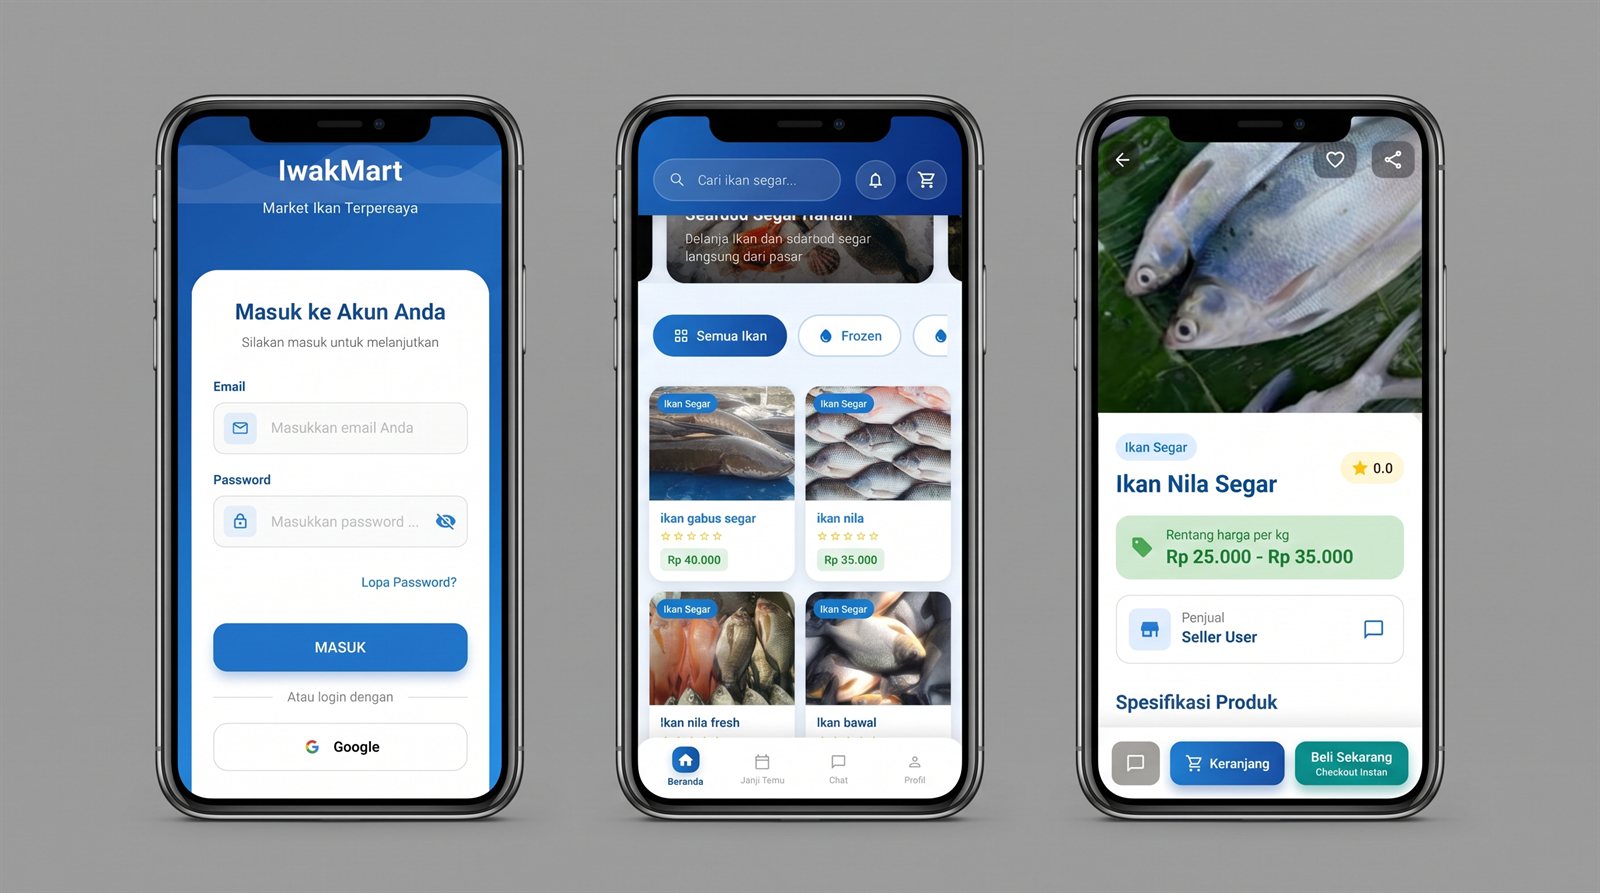 IwakMart
Market Ikan Terpercaya
Masuk ke Akun Anda
Silakan masuk untuk melanjutkan
Email
Masukkan email Anda
Password
Masukkan password ...
Lopa Password?
MASUK
Atau login dengan
Google
Cari ikan segar...
Segar Harian
Delanja Ikan dan sdarbod segar
langsung dari pasar
Semua Ikan
Frozen
Ikan Segar
Ikan Segar
ikan gabus segar
ikan nila
Rp 40.000
Rp 35.000
Ikan Segar
Ikan Segar
Ikan nila fresh
Ikan bawal
Beranda
Janji Temu
Chat
Profil
Ikan Segar
0.0
Ikan Nila Segar
Rentang harga per kg
Rp 25.000 - Rp 35.000
Penjual
Seller User
Spesifikasi Produk
Keranjang
Beli Sekarang
Checkout Instan